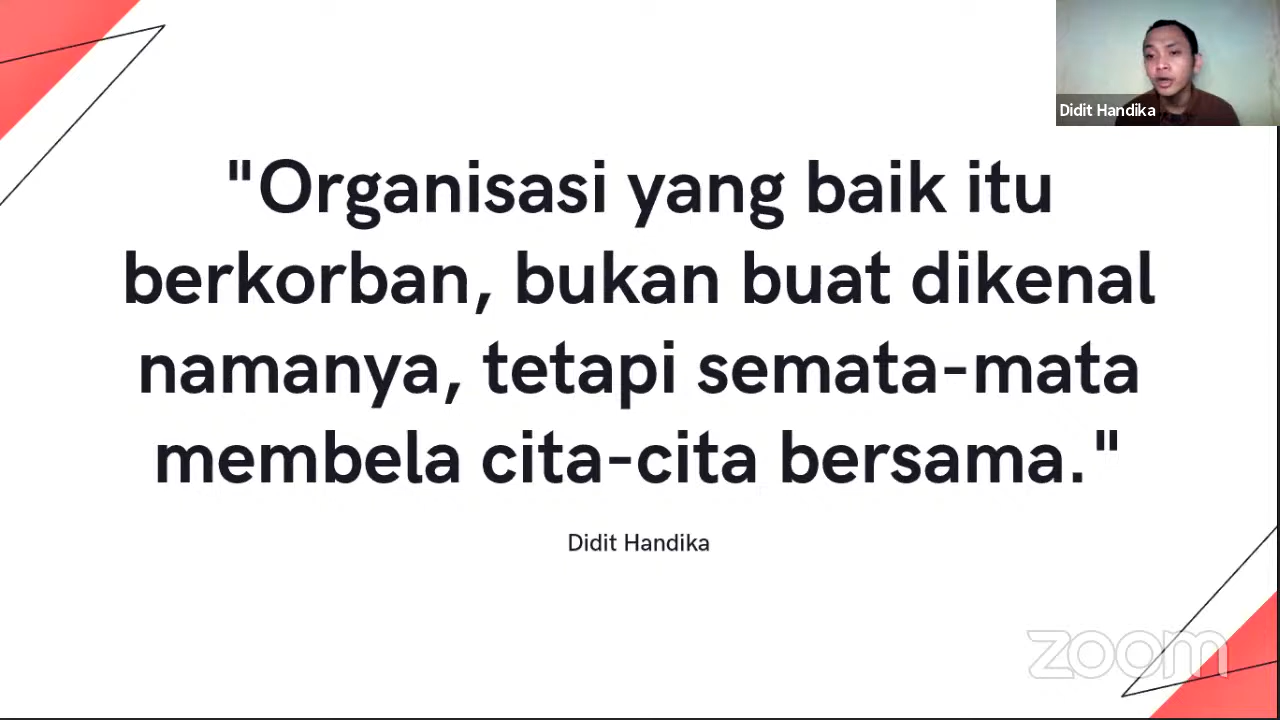 Didit Handika
"Organisasi yang baik itu
berkorban, bukan buat dikenal
namanya, tetapi semata-mata
membela cita-cita bersama."
Didit Handika
zoom